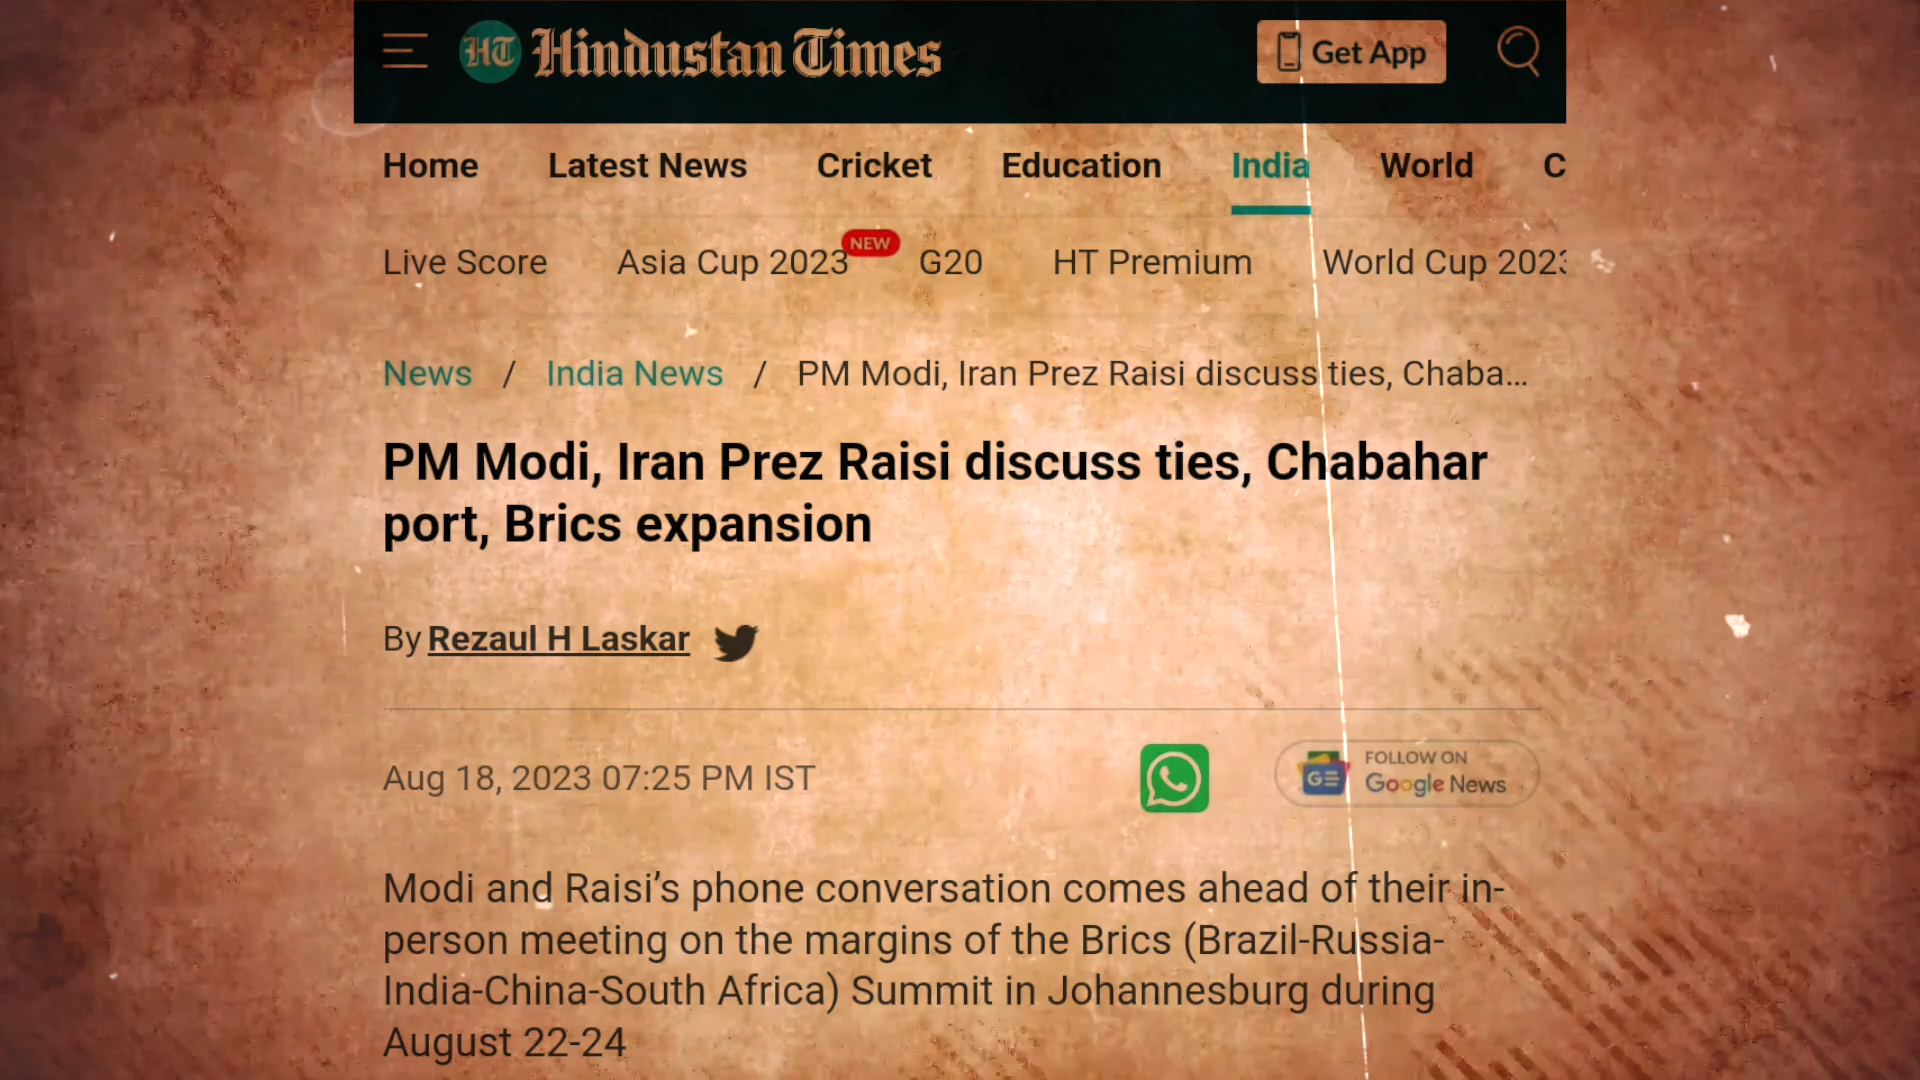 HT Hindustan Times
Get App
Home Latest News Cricket Education India World C
Live Score Asia Cup 2023 NEW G20 HT Premium World Cup 2023
News / India News / PM Modi, Iran Prez Raisi discuss ties, Chaba...
PM Modi, Iran Prez Raisi discuss ties, Chabahar
port, Brics expansion
By Rezaul H Laskar
Aug 18, 2023 07:25 PM IST
GE FOLLOW ON
Google News
Modi and Raisi’s phone conversation comes ahead of their in-
person meeting on the margins of the Brics (Brazil-Russia-
India-China-South Africa) Summit in Johannesburg during
August 22-24